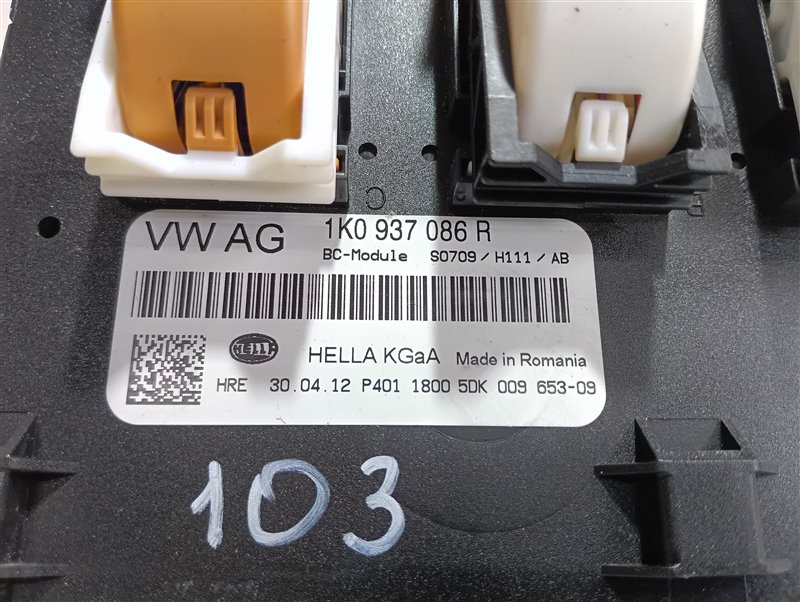 VW AG 1K0 937 086 R
BC-Module S0709/H111/AB
HELLA HELLA KGaA Made in Romania
HRE 30.04.12 P401 1800 5DK 009 653-09
103